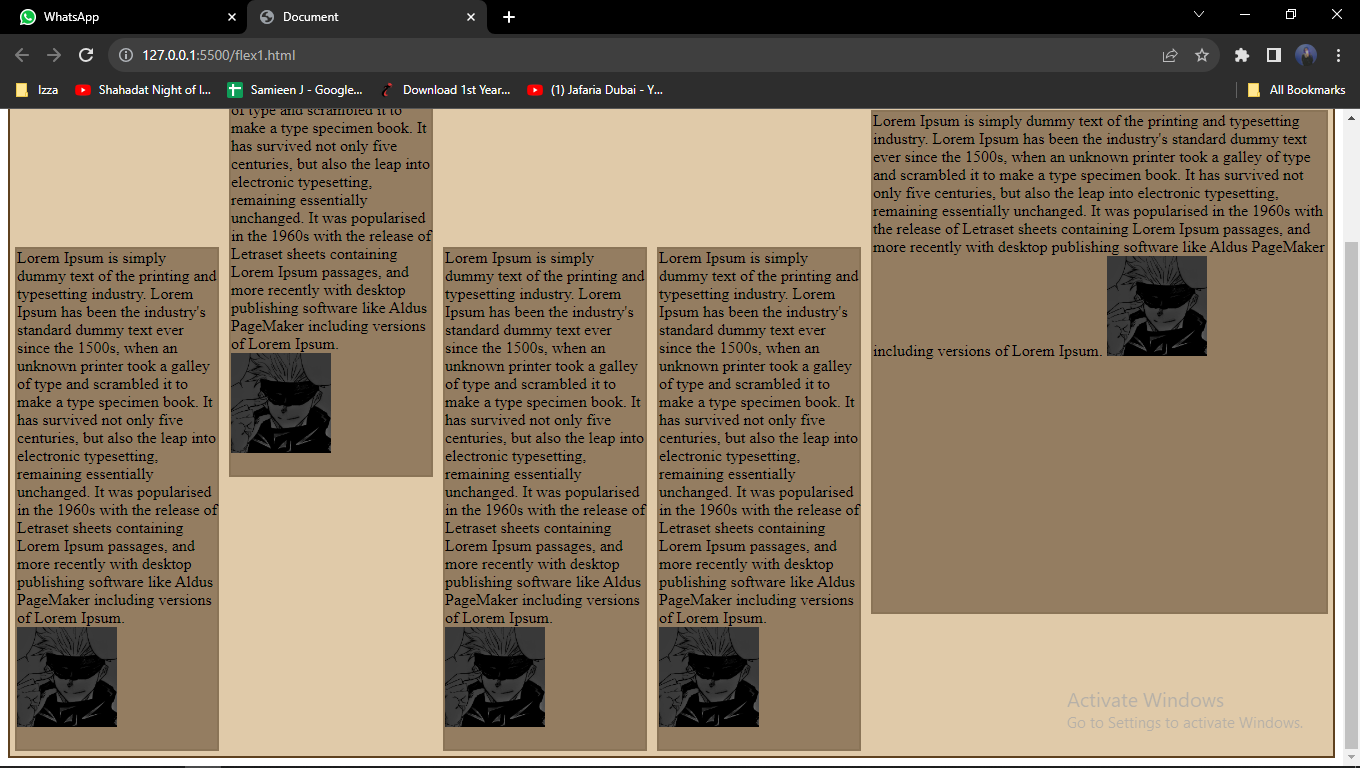 WhatsApp
Document
127.0.0.1:5500/flex1.html
Izza
Shahadat Night of I...
Samieen J - Google...
Download 1st Year...
(1) Jafaria Dubai - Y...
All Bookmarks
Lorem Ipsum is simply
dummy text of the printing and
typesetting industry. Lorem
Ipsum has been the industry's
standard dummy text ever
since the 1500s, when an
unknown printer took a galley
of type and scrambled it to
make a type specimen book. It
has survived not only five
centuries, but also the leap into
electronic typesetting,
remaining essentially
unchanged. It was popularised
in the 1960s with the release of
Letraset sheets containing
Lorem Ipsum passages, and
more recently with desktop
publishing software like Aldus
PageMaker including versions
of Lorem Ipsum.
of type and scrambled it to
make a type specimen book. It
has survived not only five
centuries, but also the leap into
electronic typesetting,
remaining essentially
unchanged. It was popularised
in the 1960s with the release of
Letraset sheets containing
Lorem Ipsum passages, and
more recently with desktop
publishing software like Aldus
PageMaker including versions
of Lorem Ipsum.
Lorem Ipsum is simply
dummy text of the printing and
typesetting industry. Lorem
Ipsum has been the industry's
standard dummy text ever
since the 1500s, when an
unknown printer took a galley
of type and scrambled it to
make a type specimen book. It
has survived not only five
centuries, but also the leap into
electronic typesetting,
remaining essentially
unchanged. It was popularised
in the 1960s with the release of
Letraset sheets containing
Lorem Ipsum passages, and
more recently with desktop
publishing software like Aldus
PageMaker including versions
of Lorem Ipsum.
Lorem Ipsum is simply
dummy text of the printing and
typesetting industry. Lorem
Ipsum has been the industry's
standard dummy text ever
since the 1500s, when an
unknown printer took a galley
of type and scrambled it to
make a type specimen book. It
has survived not only five
centuries, but also the leap into
electronic typesetting,
remaining essentially
unchanged. It was popularised
in the 1960s with the release of
Letraset sheets containing
Lorem Ipsum passages, and
more recently with desktop
publishing software like Aldus
PageMaker including versions
of Lorem Ipsum.
Lorem Ipsum is simply dummy text of the printing and typesetting
industry. Lorem Ipsum has been the industry's standard dummy text
ever since the 1500s, when an unknown printer took a galley of type
and scrambled it to make a type specimen book. It has survived not
only five centuries, but also the leap into electronic typesetting,
remaining essentially unchanged. It was popularised in the 1960s with
the release of Letraset sheets containing Lorem Ipsum passages, and
more recently with desktop publishing software like Aldus PageMaker
including versions of Lorem Ipsum.
Activate Windows
Go to Settings to activate Windows.